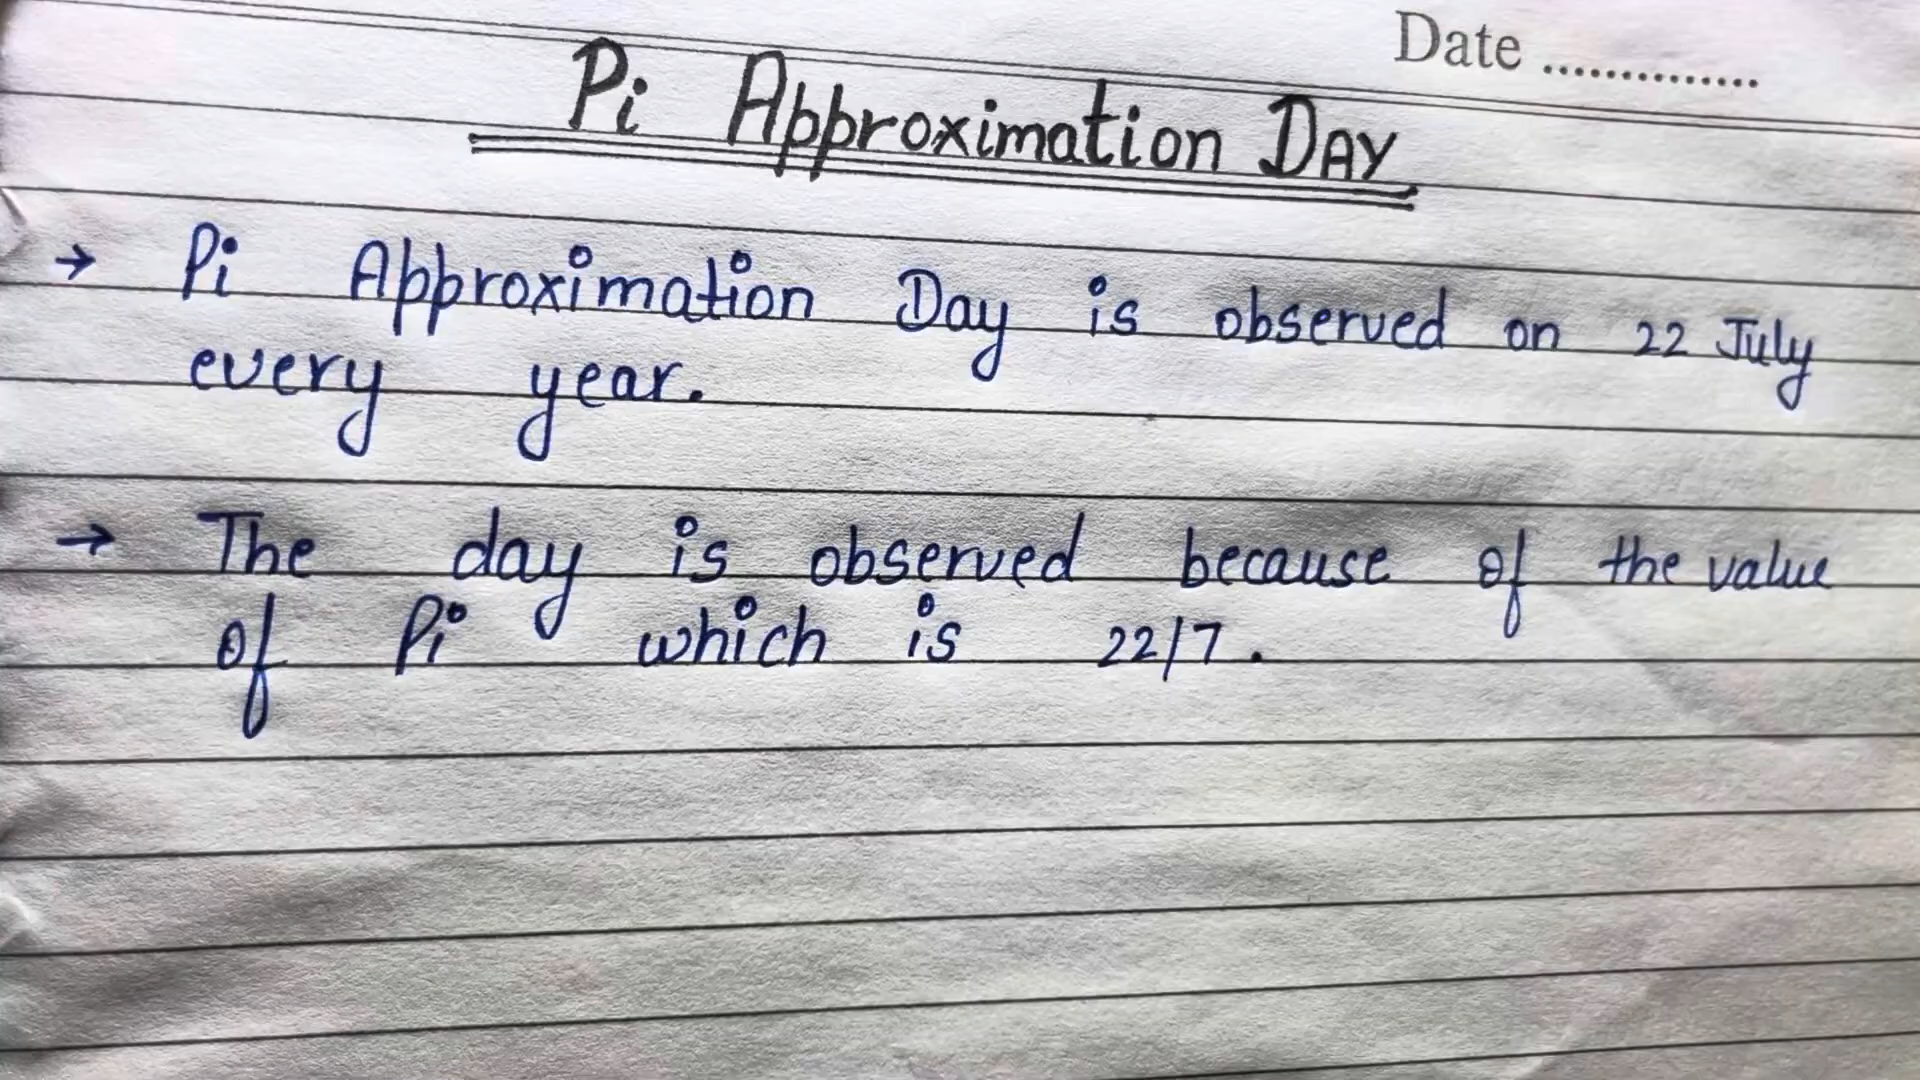 Date ..............
Pi Approximation DAY
→ Pi Approximation Day is observed on 22 July
every year.
→ The day is observed because of the value
of Pi which is 22/7.